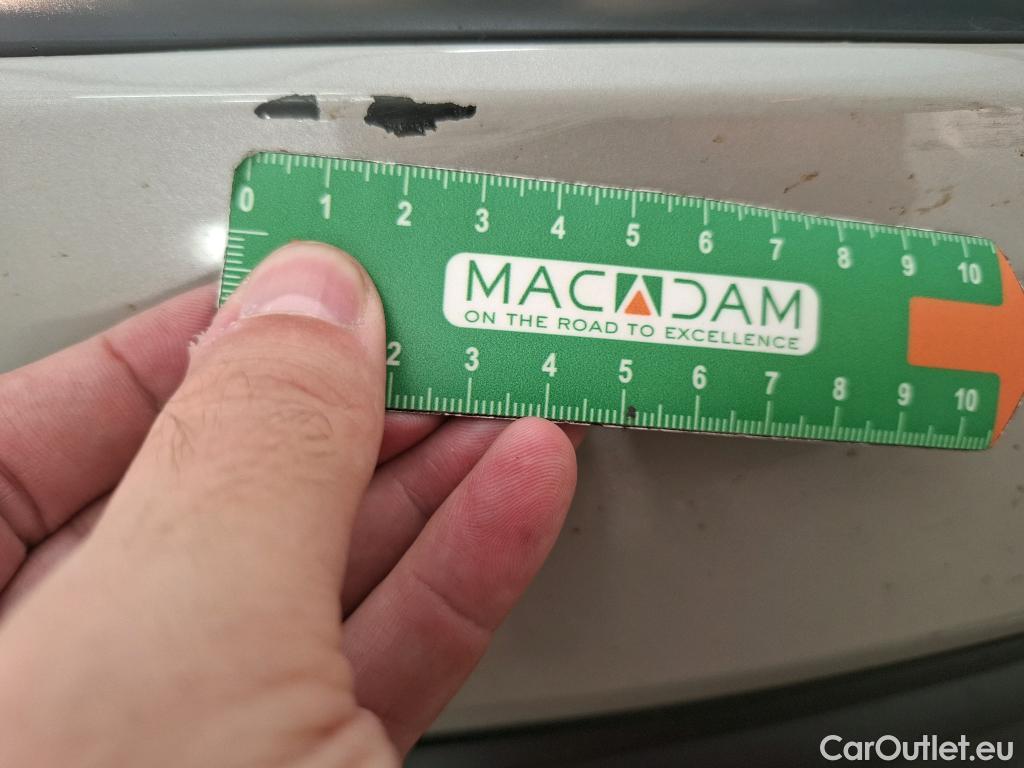 0 1 2 3 4 5 6 7 8 9 10
MACADAM
ON THE ROAD TO EXCELLENCE
2 3 4 5 6 7 8 9 10
CarOutlet.eu